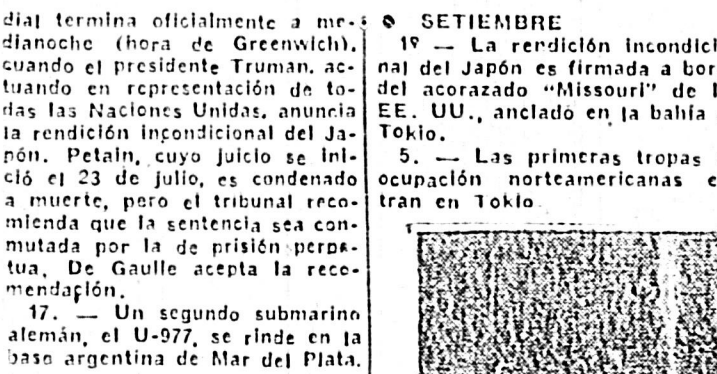 dial termina oficialmente a me-
dianoche (hora de Greenwich),
cuando el presidente Truman, ac-
tuando en representación de to-
das las Naciones Unidas, anuncia
la rendición incondicional del Ja-
pón. Petain, cuyo juicio se ini-
ció el 23 de julio, es condenado
a muerte, pero el tribunal reco-
mienda que la sentencia sea con-
mutada por la de prisión perpe-
tua, De Gaulle acepta la reco-
mendación.
17. — Un segundo submarino
alemán, el U-977, se rinde en la
base argentina de Mar del Plata.
SETIEMBRE
1º — La rendición incondici
nal del Japón es firmada a bor
del acorazado “Missouri” de l
EE. UU., anclado en la bahía
Tokio.
5. — Las primeras tropas
ocupación norteamericanas e
tran en Tokio